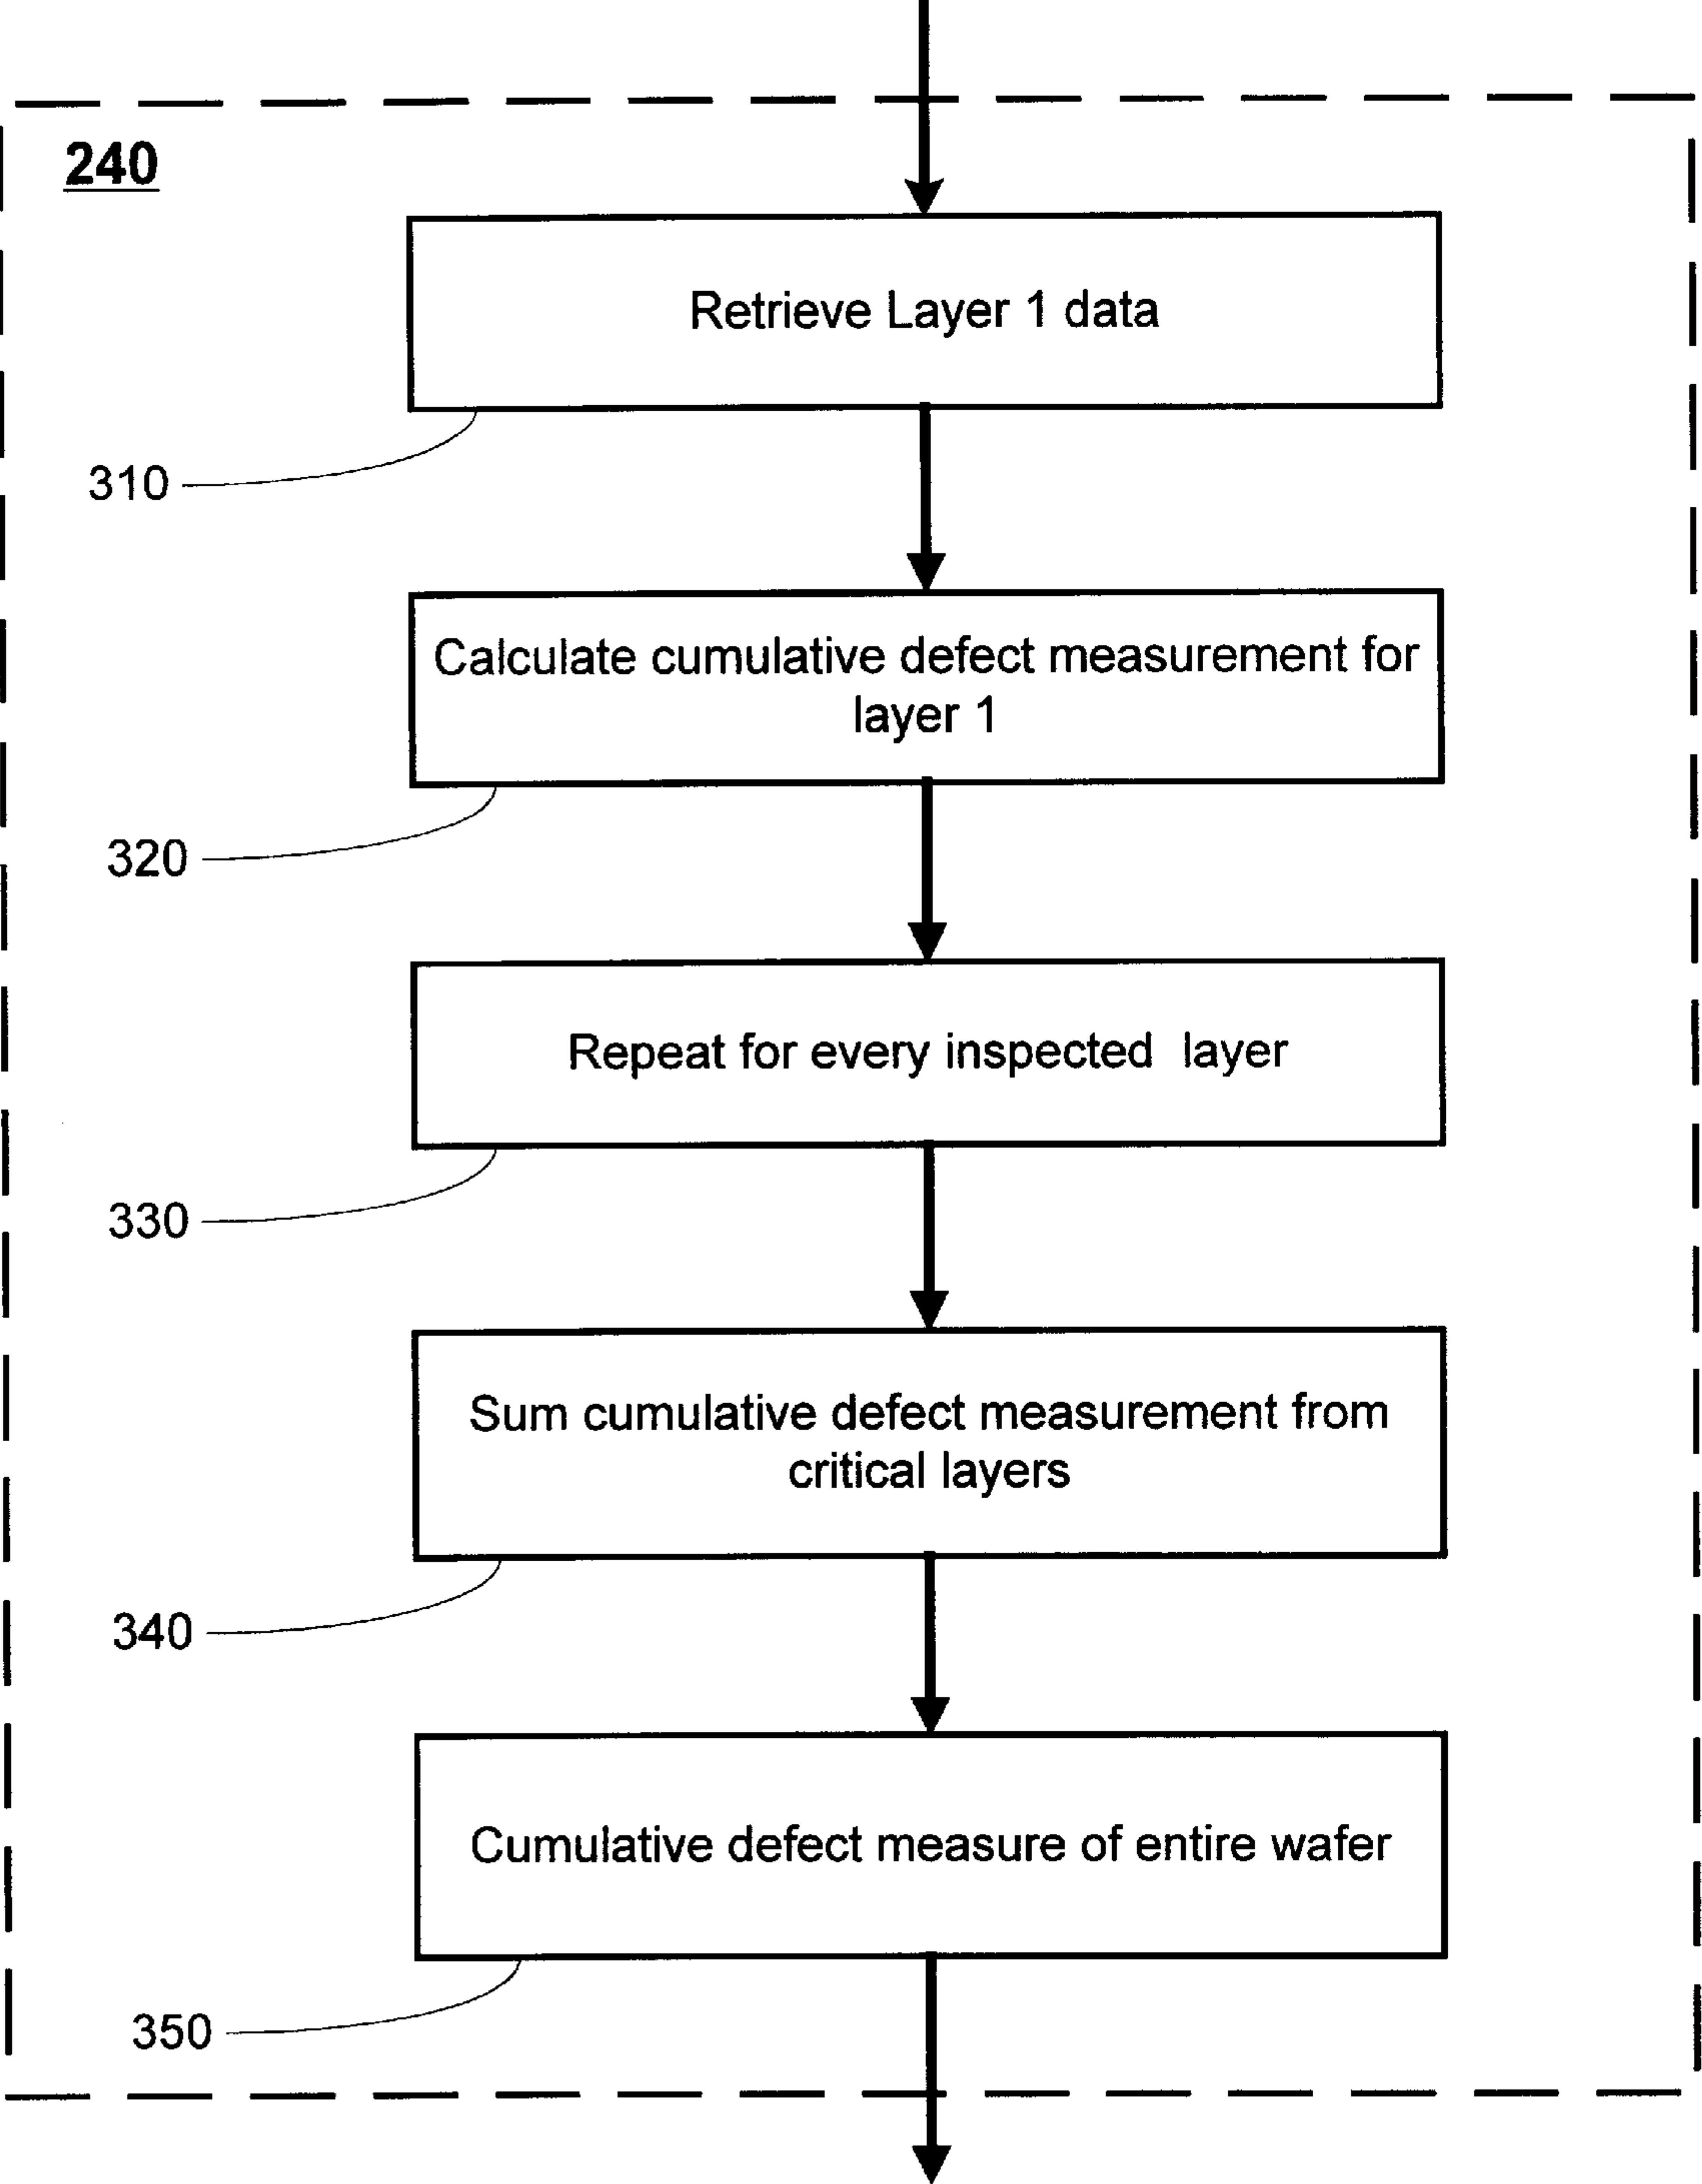 240
Retrieve Layer 1 data
310
Calculate cumulative defect measurement for
layer 1
320
Repeat for every inspected layer
330
Sum cumulative defect measurement from
critical layers
340
Cumulative defect measure of entire wafer
350